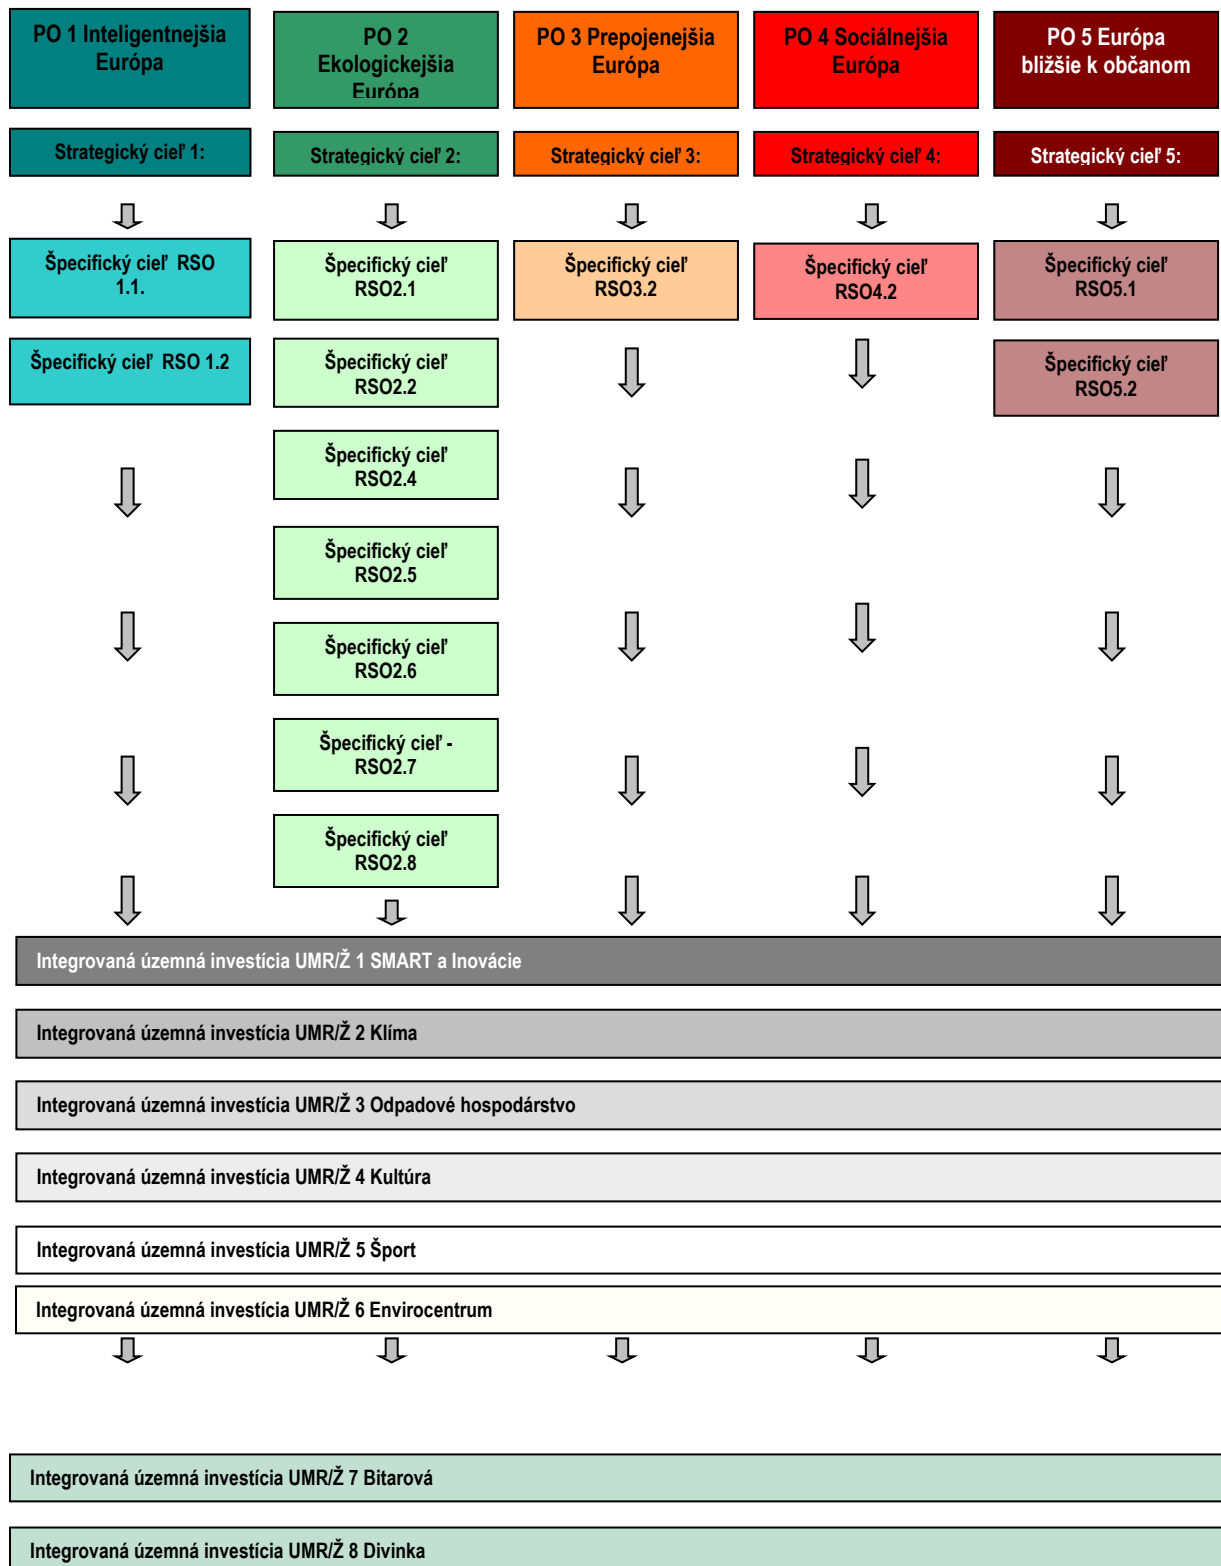 PO 1 Inteligentnejšia
Európa
PO 2
Ekologickejšia
Európa
PO 3 Prepojenejšia
Európa
PO 4 Sociálnejšia
Európa
PO 5 Európa
bližšie k občanom
Strategický cieľ 1:
Strategický cieľ 2:
Strategický cieľ 3:
Strategický cieľ 4:
Strategický cieľ 5:
Špecifický cieľ RSO
1.1.
Špecifický cieľ
RSO2.1
Špecifický cieľ
RSO3.2
Špecifický cieľ
RSO4.2
Špecifický cieľ
RSO5.1
Špecifický cieľ RSO 1.2
Špecifický cieľ
RSO2.2
Špecifický cieľ
RSO5.2
Špecifický cieľ
RSO2.4
Špecifický cieľ
RSO2.5
Špecifický cieľ
RSO2.6
Špecifický cieľ -
RSO2.7
Špecifický cieľ
RSO2.8
Integrovaná územná investícia UMR/Ž 1 SMART a Inovácie
Integrovaná územná investícia UMR/Ž 2 Klíma
Integrovaná územná investícia UMR/Ž 3 Odpadové hospodárstvo
Integrovaná územná investícia UMR/Ž 4 Kultúra
Integrovaná územná investícia UMR/Ž 5 Šport
Integrovaná územná investícia UMR/Ž 6 Envirocentrum
Integrovaná územná investícia UMR/Ž 7 Bitarová
Integrovaná územná investícia UMR/Ž 8 Divinka